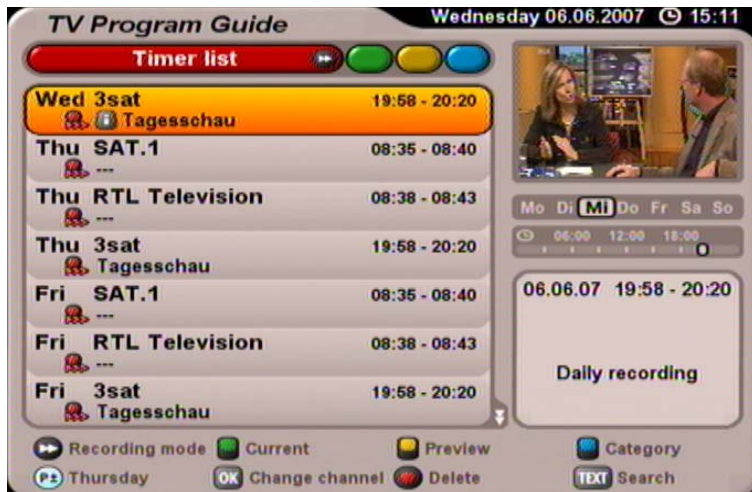 TV Program Guide
Wednesday 06.06.2007 15:11
Timer list
Wed 3sat 19:58 - 20:20
Tagesschau
Thu SAT.1 08:35 - 08:40
---
Thu RTL Television 08:38 - 08:43
---
Thu 3sat 19:58 - 20:20
Tagesschau
Fri SAT.1 08:35 - 08:40
---
Fri RTL Television 08:38 - 08:43
---
Fri 3sat 19:58 - 20:20
Tagesschau
Mo Di Mi Do Fr Sa So
06:00 12:00 18:00
06.06.07 19:58 - 20:20
Daily recording
Recording mode Current Preview Category
P± Thursday OK Change channel Delete TEXT Search